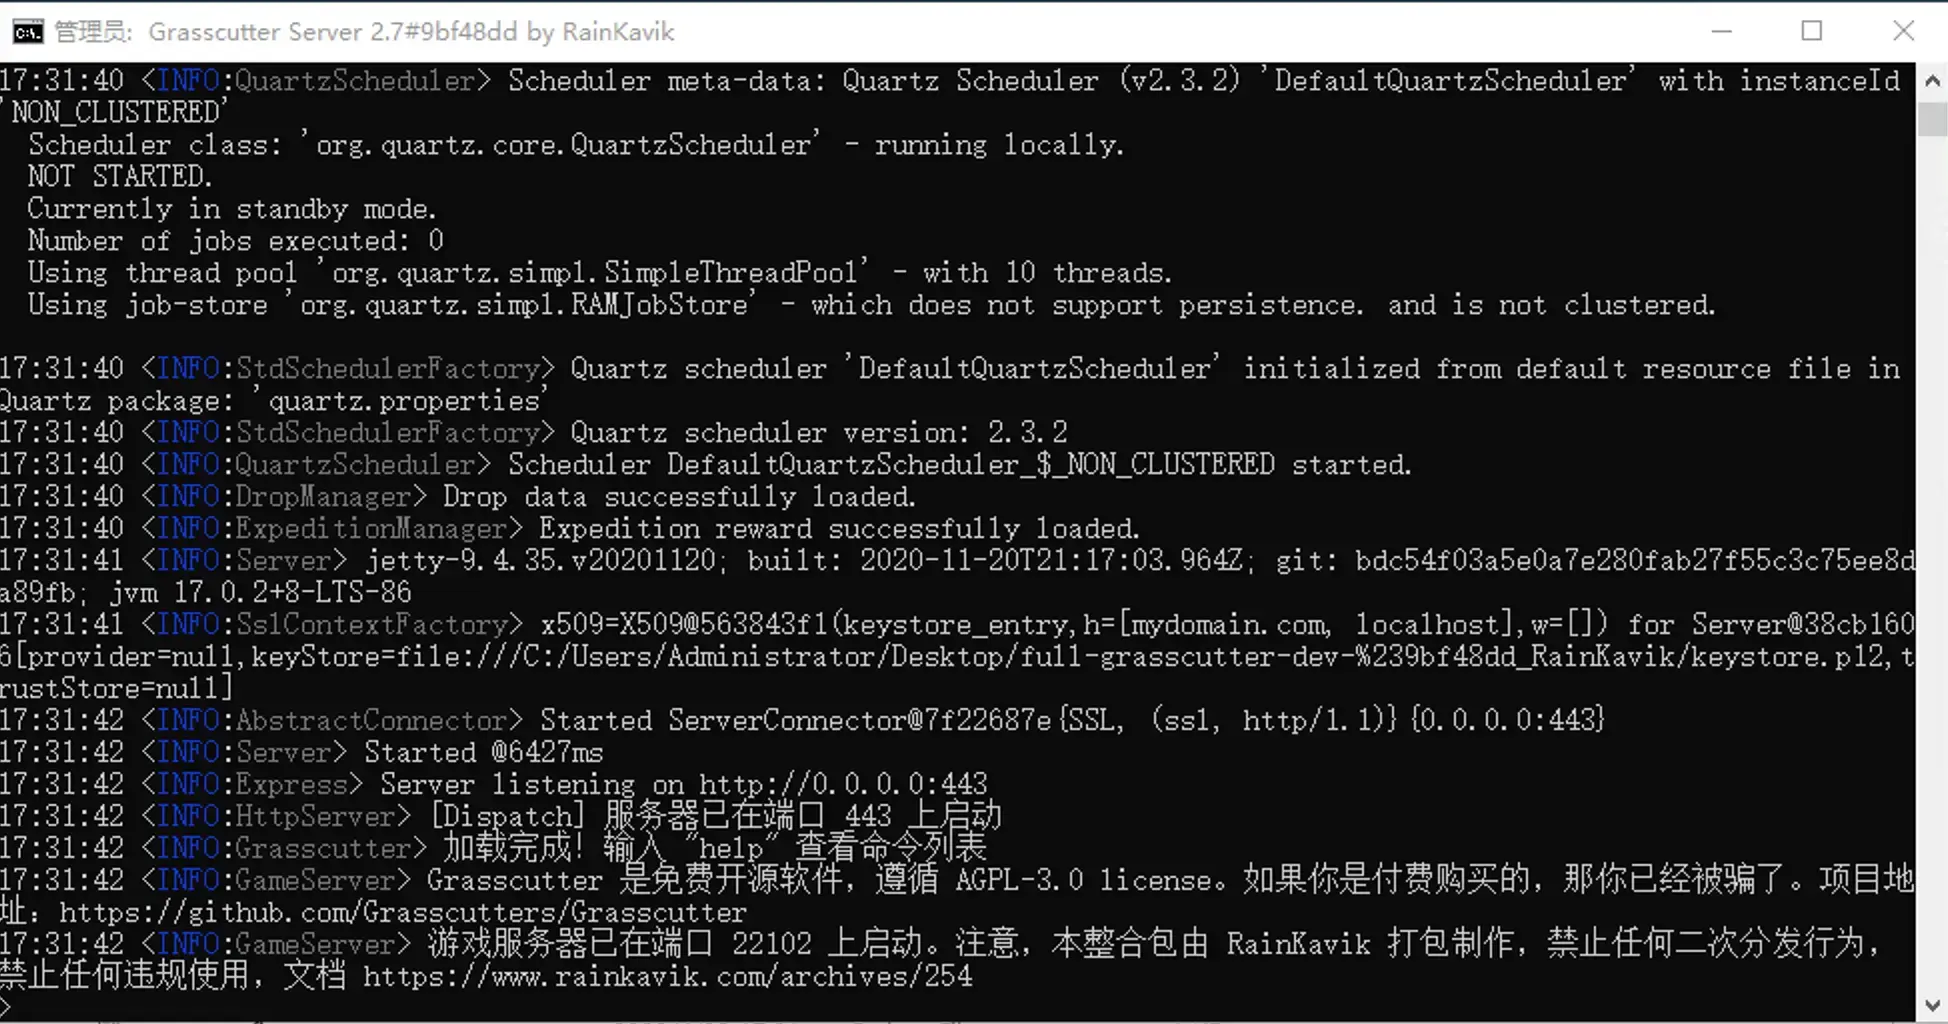 管理员: Grasscutter Server 2.7#9bf48dd by RainKavik
17:31:40 <INFO:QuartzScheduler> Scheduler meta-data: Quartz Scheduler (v2.3.2) 'DefaultQuartzScheduler' with instanceId
'NON_CLUSTERED'
Scheduler class: 'org.quartz.core.QuartzScheduler' - running locally.
NOT STARTED.
Currently in standby mode.
Number of jobs executed: 0
Using thread pool 'org.quartz.simpl.SimpleThreadPool' - with 10 threads.
Using job-store 'org.quartz.simpl.RAMJobStore' - which does not support persistence. and is not clustered.
17:31:40 <INFO:StdSchedulerFactory> Quartz scheduler 'DefaultQuartzScheduler' initialized from default resource file in
Quartz package: 'quartz.properties'
17:31:40 <INFO:StdSchedulerFactory> Quartz scheduler version: 2.3.2
17:31:40 <INFO:QuartzScheduler> Scheduler DefaultQuartzScheduler_$_NON_CLUSTERED started.
17:31:40 <INFO:DropManager> Drop data successfully loaded.
17:31:40 <INFO:ExpeditionManager> Expedition reward successfully loaded.
17:31:41 <INFO:Server> jetty-9.4.35.v20201120; built: 2020-11-20T21:17:03.964Z; git: bdc54f03a5e0a7e280fab27f55c3c75ee8d
a89fb; jvm 17.0.2+8-LTS-86
17:31:41 <INFO:SslContextFactory> x509=X509@563843f1(keystore_entry,h=[mydomain.com, localhost],w=[]) for Server@38cb160
6[provider=null,keyStore=file:///C:/Users/Administrator/Desktop/full-grasscutter-dev-%239bf48dd_RainKavik/keystore.p12,t
rustStore=null]
17:31:42 <INFO:AbstractConnector> Started ServerConnector@7f22687e{SSL, (ssl, http/1.1)}{0.0.0.0:443}
17:31:42 <INFO:Server> Started @6427ms
17:31:42 <INFO:Express> Server listening on http://0.0.0.0:443
17:31:42 <INFO:HttpServer> [Dispatch] 服务器已在端口 443 上启动
17:31:42 <INFO:Grasscutter> 加载完成！输入 "help" 查看命令列表
17:31:42 <INFO:GameServer> Grasscutter 是免费开源软件，遵循 AGPL-3.0 license。如果你是付费购买的，那你已经被骗了。项目地
址：https://github.com/Grasscutters/Grasscutter
17:31:42 <INFO:GameServer> 游戏服务器已在端口 22102 上启动。注意，本整合包由 RainKavik 打包制作，禁止任何二次分发行为，
禁止任何违规使用，文档 https://www.rainkavik.com/archives/254
>